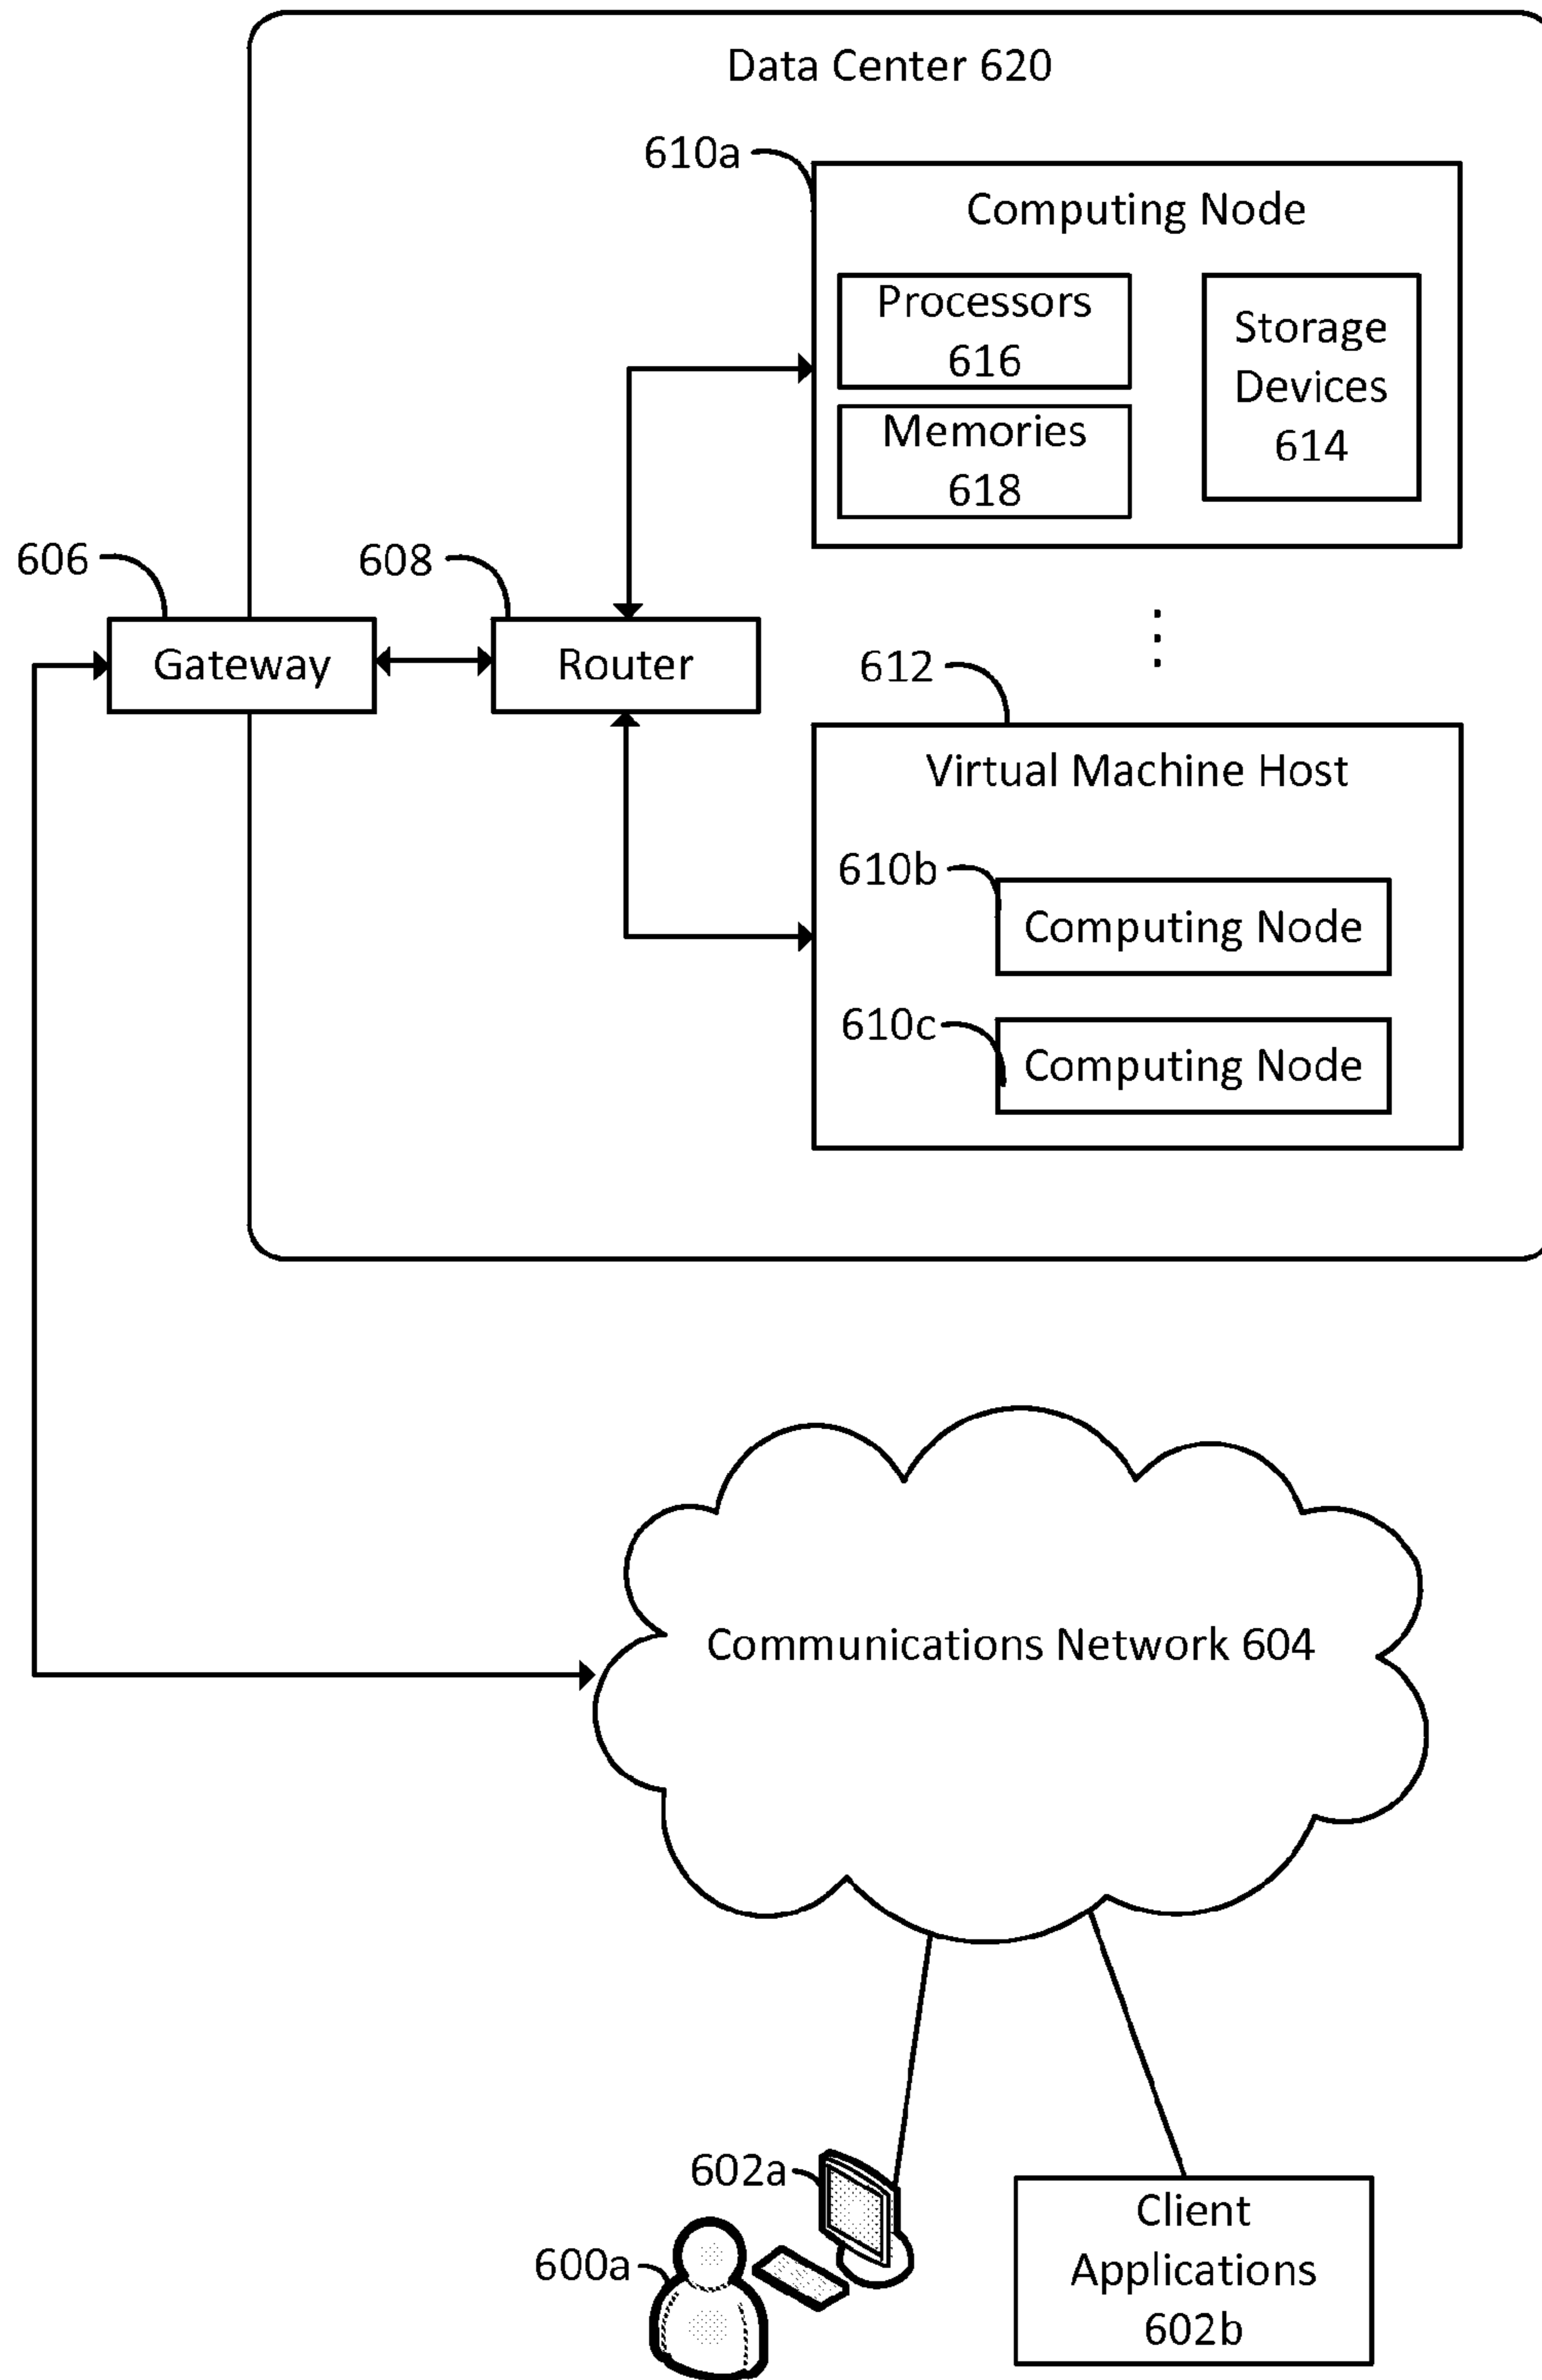 Data Center 620
610a
Computing Node
Processors
616
Storage
Devices
614
Memories
618
606
608
Gateway
Router
612
Virtual Machine Host
610b
Computing Node
610c
Computing Node
Communications Network 604
602a
600a
Client
Applications
602b